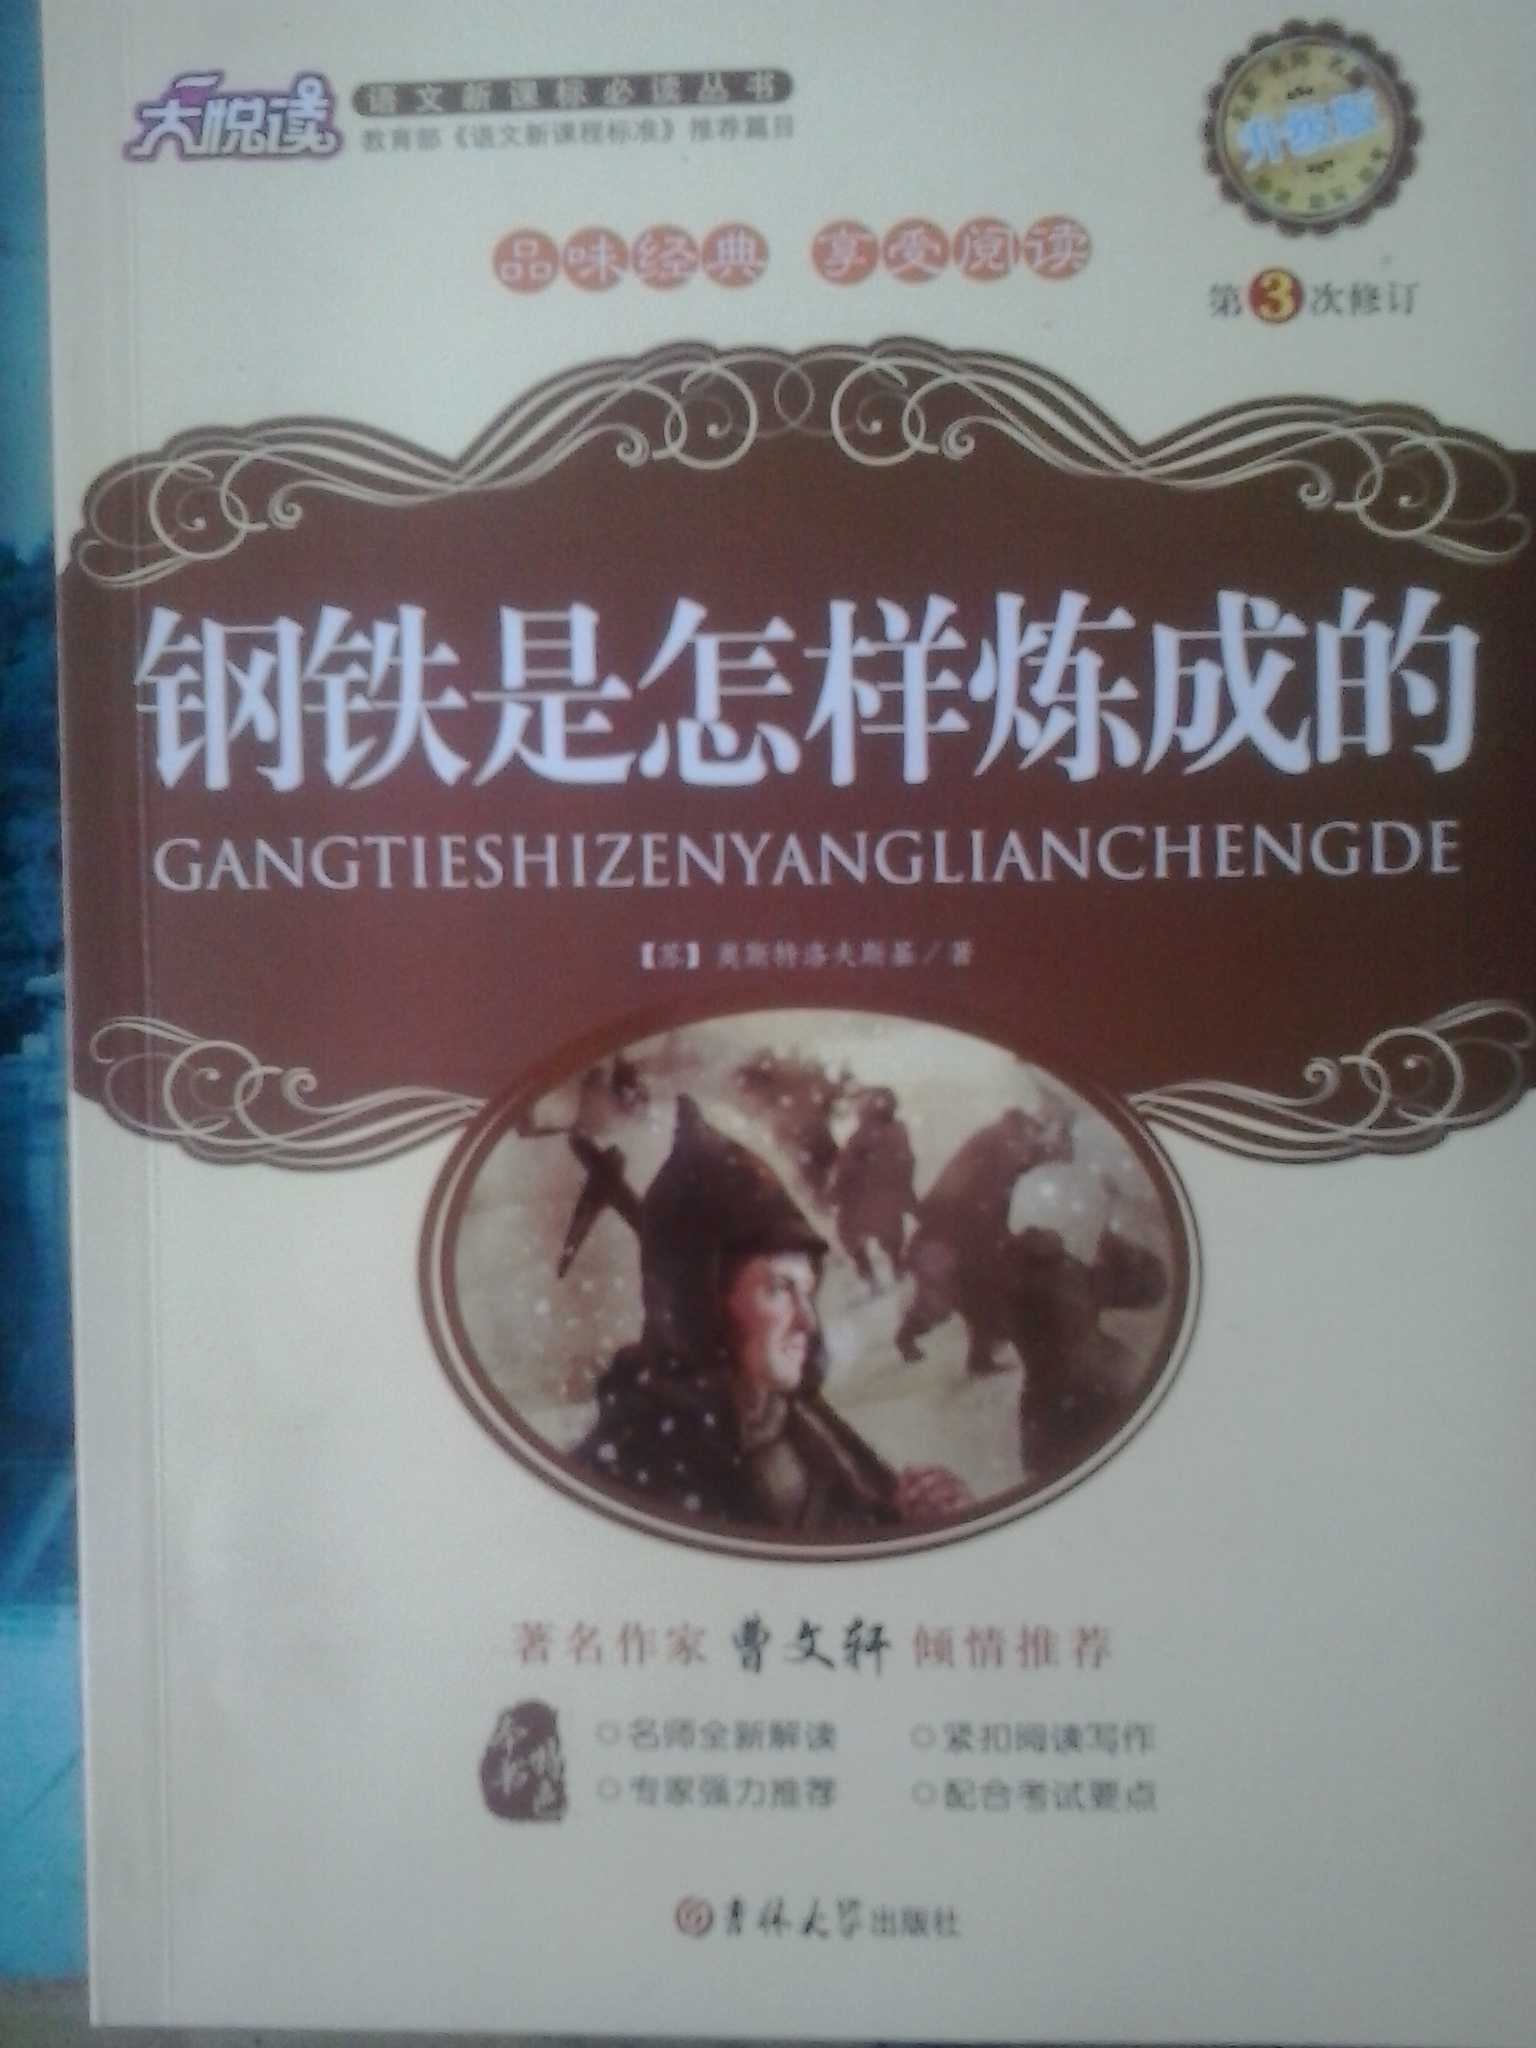 大悦读
语文新课标必读丛书
教育部《语文新课程标准》推荐篇目
升级版
品味经典 享受阅读
第3次修订
钢铁是怎样炼成的
GANGTIESHIZENYANGLIANCHENGDE
【苏】奥斯特洛夫斯基／著
著名作家 曹文轩 倾情推荐
本书特色
名师全新解读 紧扣阅读写作
专家强力推荐 配合考试要点
吉林大学出版社